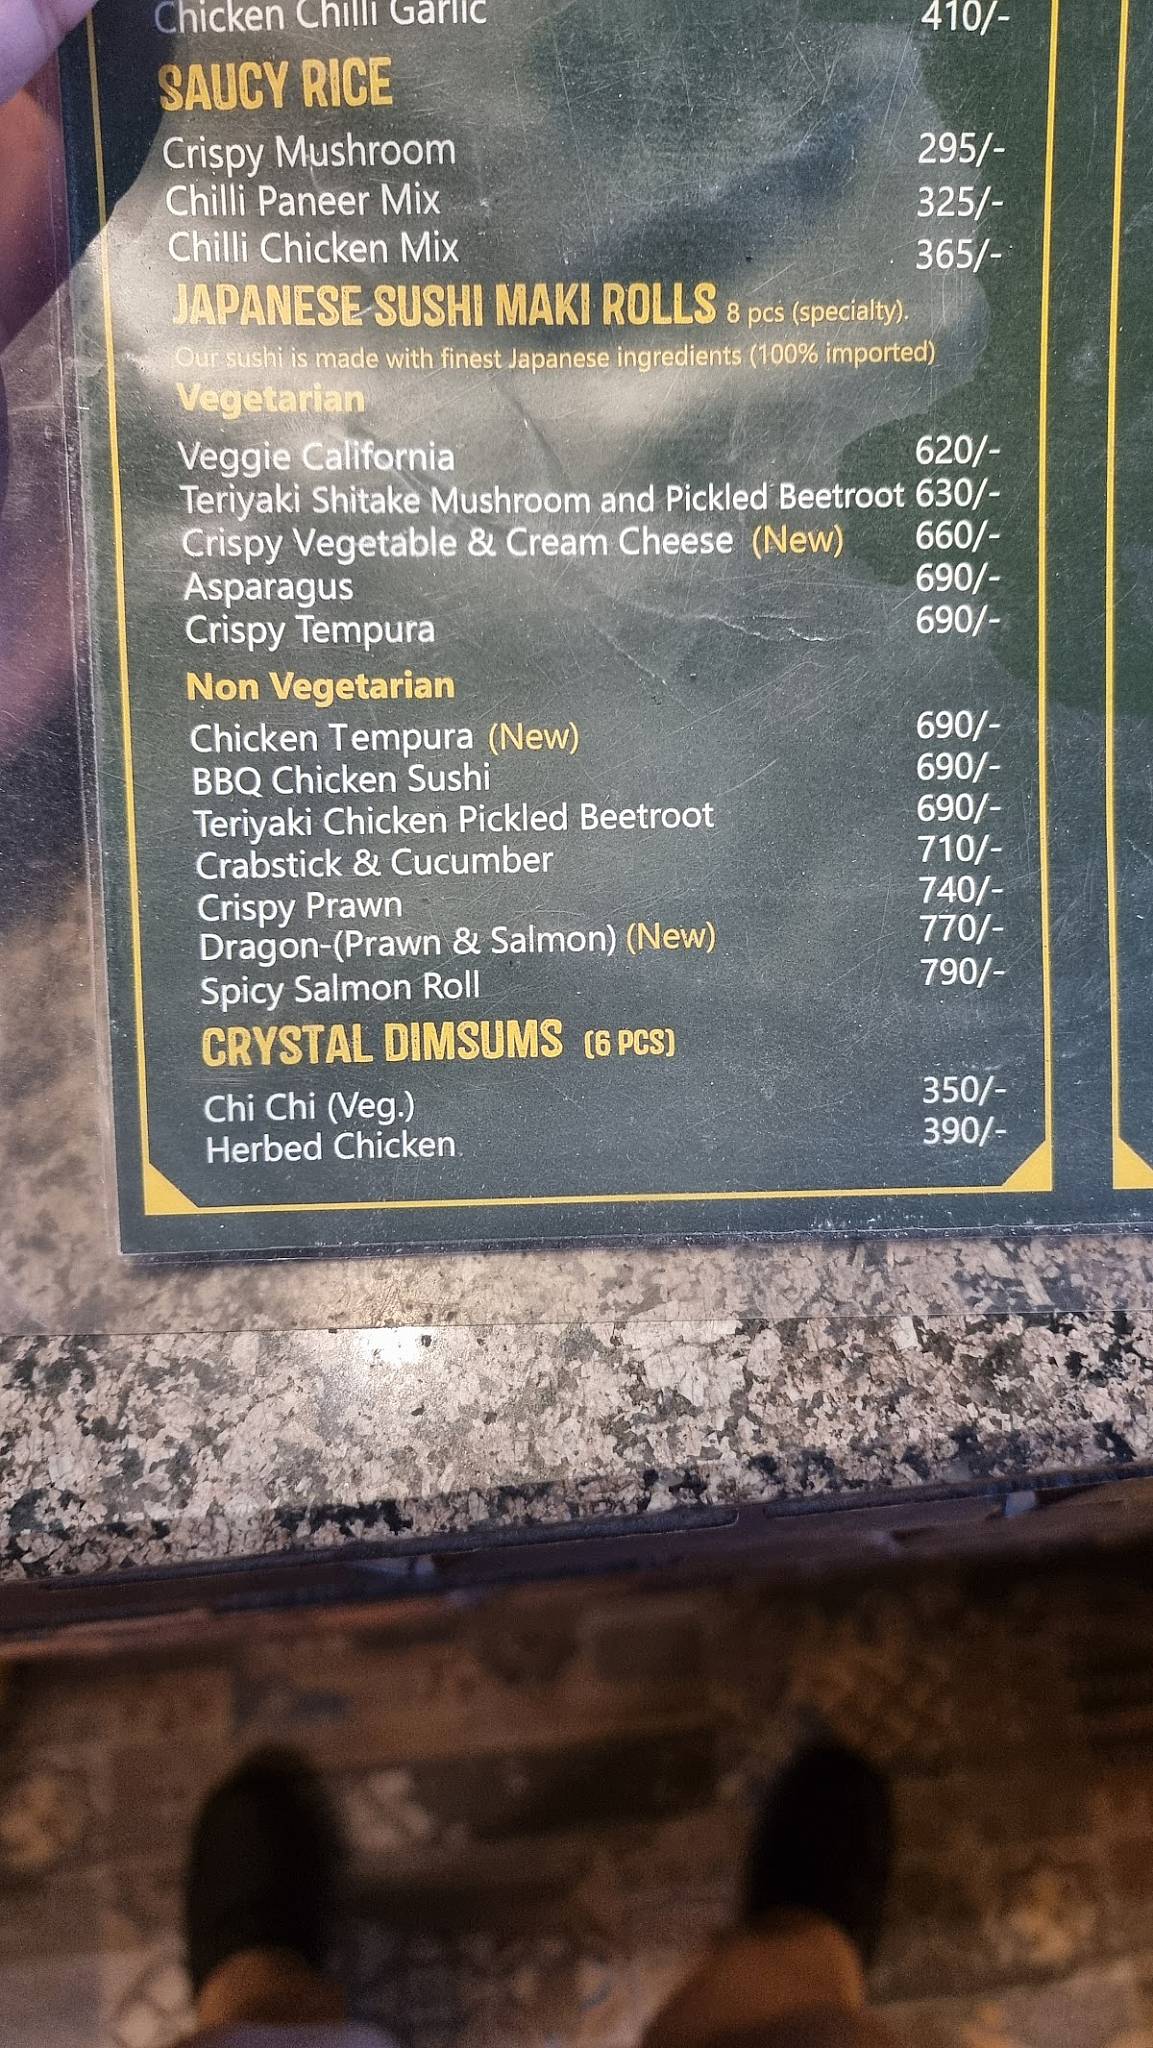 Chicken Chilli Garlic 410/-
SAUCY RICE
Crispy Mushroom 295/-
Chilli Paneer Mix 325/-
Chilli Chicken Mix 365/-
JAPANESE SUSHI MAKI ROLLS 8 pcs (specialty).
Our sushi is made with finest Japanese ingredients (100% imported)
Vegetarian
Veggie California 620/-
Teriyaki Shitake Mushroom and Pickled Beetroot 630/-
Crispy Vegetable & Cream Cheese (New) 660/-
Asparagus 690/-
Crispy Tempura 690/-
Non Vegetarian
Chicken Tempura (New) 690/-
BBQ Chicken Sushi 690/-
Teriyaki Chicken Pickled Beetroot 690/-
Crabstick & Cucumber 710/-
Crispy Prawn 740/-
Dragon-(Prawn & Salmon) (New) 770/-
Spicy Salmon Roll 790/-
CRYSTAL DIMSUMS (6 PCS)
Chi Chi (Veg.) 350/-
Herbed Chicken 390/-